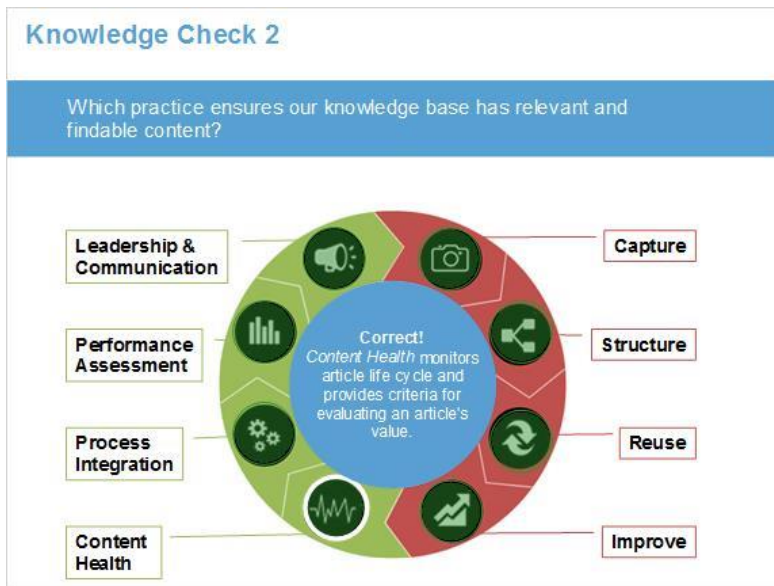 Knowledge Check 2
Which practice ensures our knowledge base has relevant and
findable content?
Leadership &
Communication
Performance
Assessment
Process
Integration
Content
Health
Correct!
Content Health monitors
article life cycle and
provides criteria for
evaluating an article's
value.
Capture
Structure
Reuse
Improve